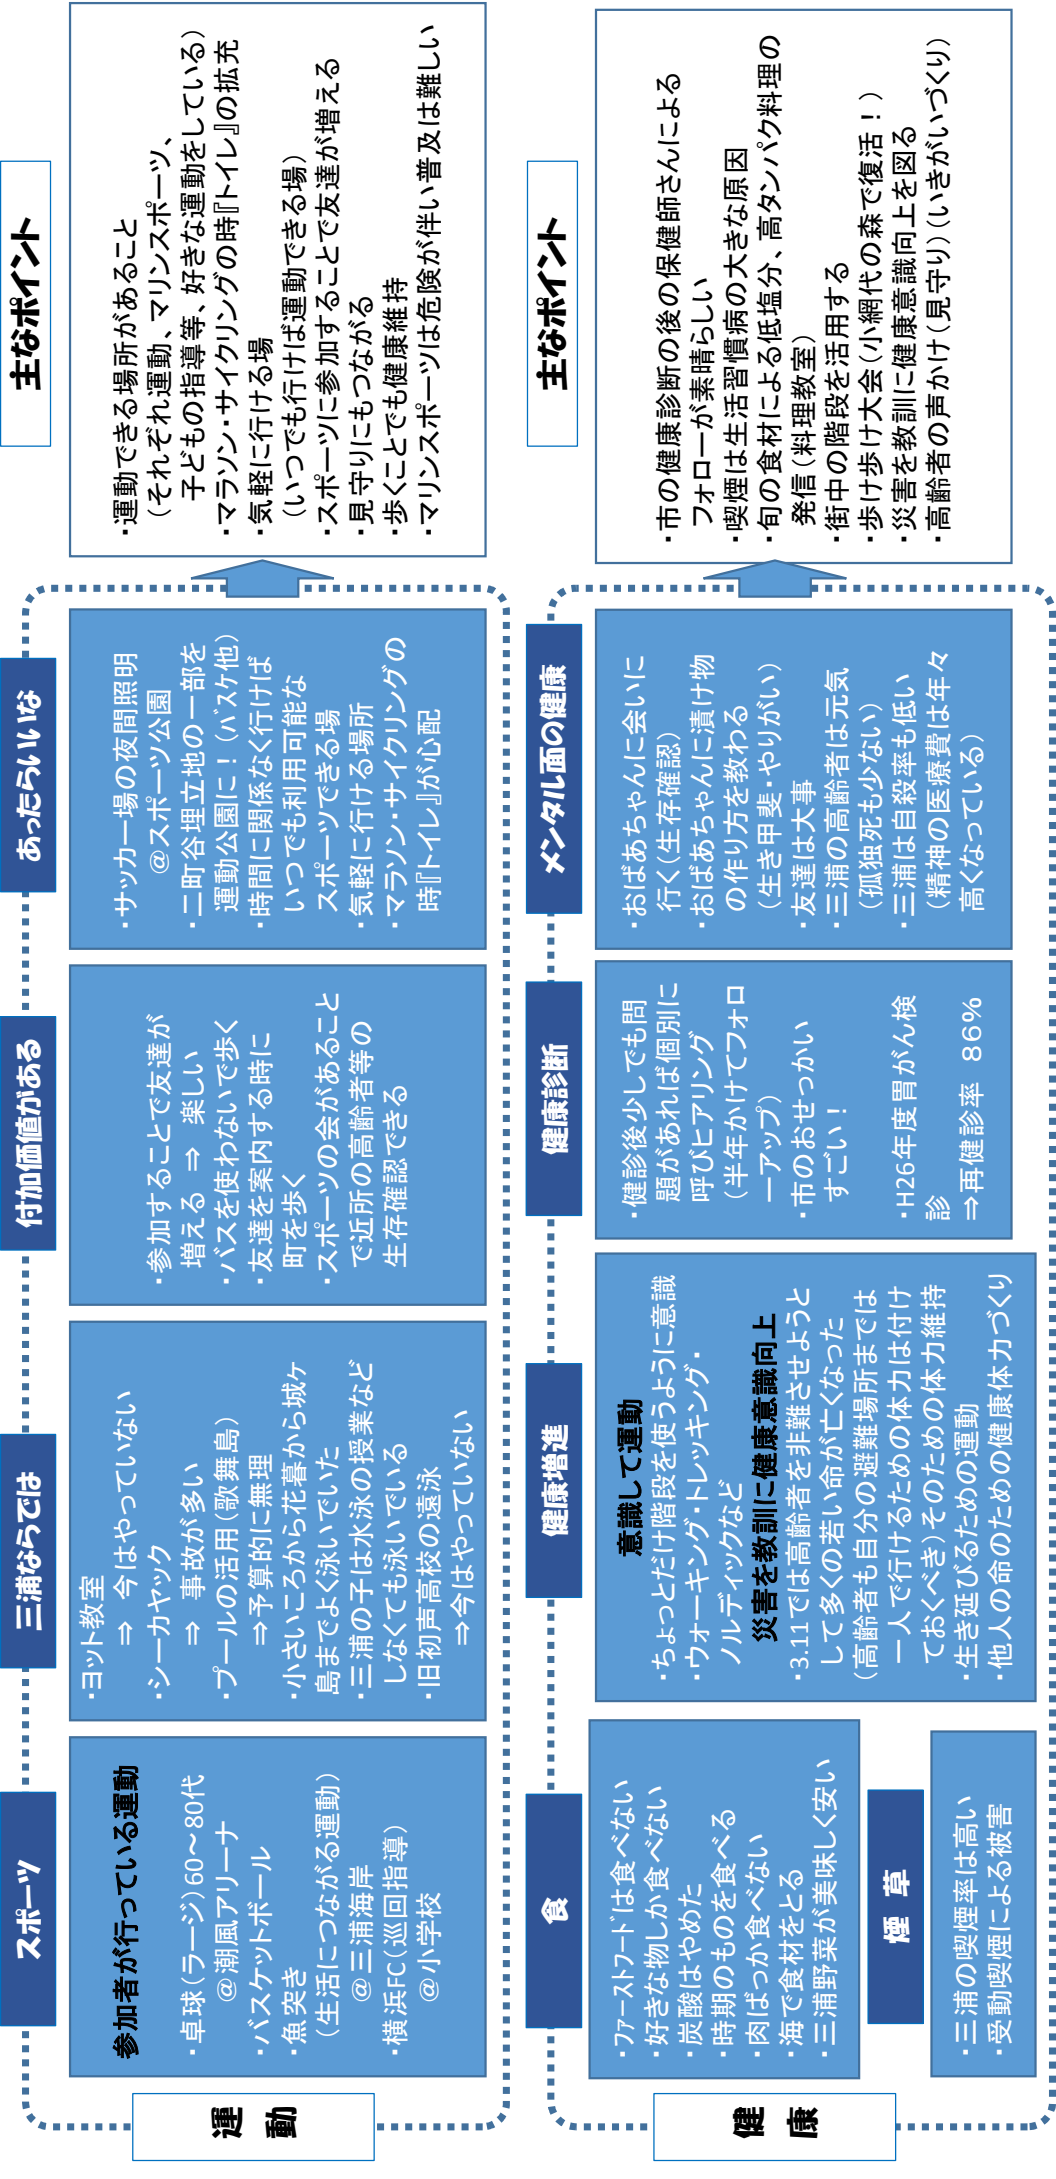 運動
スポーツ
参加者が行っている運動
・卓球(ラージ)60～80代
@潮風アリーナ
・バスケットボール
・魚突き
(生活につながる運動)
@三浦海岸
・横浜FC(巡回指導)
@小学校
三浦ならでは
・ヨット教室
⇒ 今はやっていない
・シーカヤック
⇒ 事故が多い
・プールの活用(歌舞島)
⇒予算的に無理
・小さいころから花暮から城ヶ
島までよく泳いでいた
・三浦の子は水泳の授業など
しなくても泳いでいる
・旧初声高校の遠泳
⇒今はやっていない
付加価値がある
・参加することで友達が
増える ⇒ 楽しい
・バスを使わないで歩く
・友達を案内する時に
町を歩く
・スポーツの会があること
で近所の高齢者等の
生存確認できる
あったらいいな
・サッカー場の夜間照明
@スポーツ公園
・二町谷埋立地の一部を
運動公園に！(バスケ他)
・時間に関係なく行けば
いつでも利用可能な
スポーツできる場
・気軽に行ける場所
・マラソン・サイクリングの
時『トイレ』が心配
主なポイント
・運動できる場所があること
(それぞれ運動、マリンスポーツ、
子どもの指導等、好きな運動をしている)
・マラソン・サイクリングの時『トイレ』の拡充
・気軽に行ける場
(いつでも行けば運動できる場)
・スポーツに参加することで友達が増える
・見守りにもつながる
・歩くことでも健康維持
・マリンスポーツは危険が伴い普及は難しい
健康
食
・ファーストフードは食べない
・好きな物しか食べない
・炭酸はやめた
・時期のものを食べる
・肉ばっか食べない
・海で食材をとる
・三浦野菜が美味しく安い
煙草
・三浦の喫煙率は高い
・受動喫煙による被害
健康増進
意識して運動
・ちょっとだけ階段を使うように意識
・ウォーキング・トレッキング・
ノルディックなど
災害を教訓に健康意識向上
・3.11では高齢者を非難させようと
して多くの若い命が亡くなった
(高齢者も自分の避難場所までは
一人で行けるための体力は付け
ておくべき)そのための体力維持
・生き延びるための運動
・他人の命のための健康体力づくり
健康診断
・健診後少しでも問
題があれば個別に
呼びヒアリング
(半年かけてフォロ
ーアップ)
・市のおせっかい
すごい！
・H26年度胃がん検
診
⇒再健診率 86%
メンタル面の健康
・おばあちゃんに会いに
行く(生存確認)
・おばあちゃんに漬け物
の作り方を教わる
(生き甲斐・やりがい)
・友達は大事
・三浦の高齢者は元気
(孤独死も少ない)
・三浦は自殺率も低い
(精神の医療費は年々
高くなっている)
主なポイント
・市の健康診断の後の保健師さんによる
フォローが素晴らしい
・喫煙は生活習慣病の大きな原因
・旬の食材による低塩分、高タンパク料理の
発信(料理教室)
・街中の階段を活用する
・歩け歩け大会(小網代の森で復活！)
・災害を教訓に健康意識向上を図る
・高齢者の声かけ(見守り)(いきがいづくり)